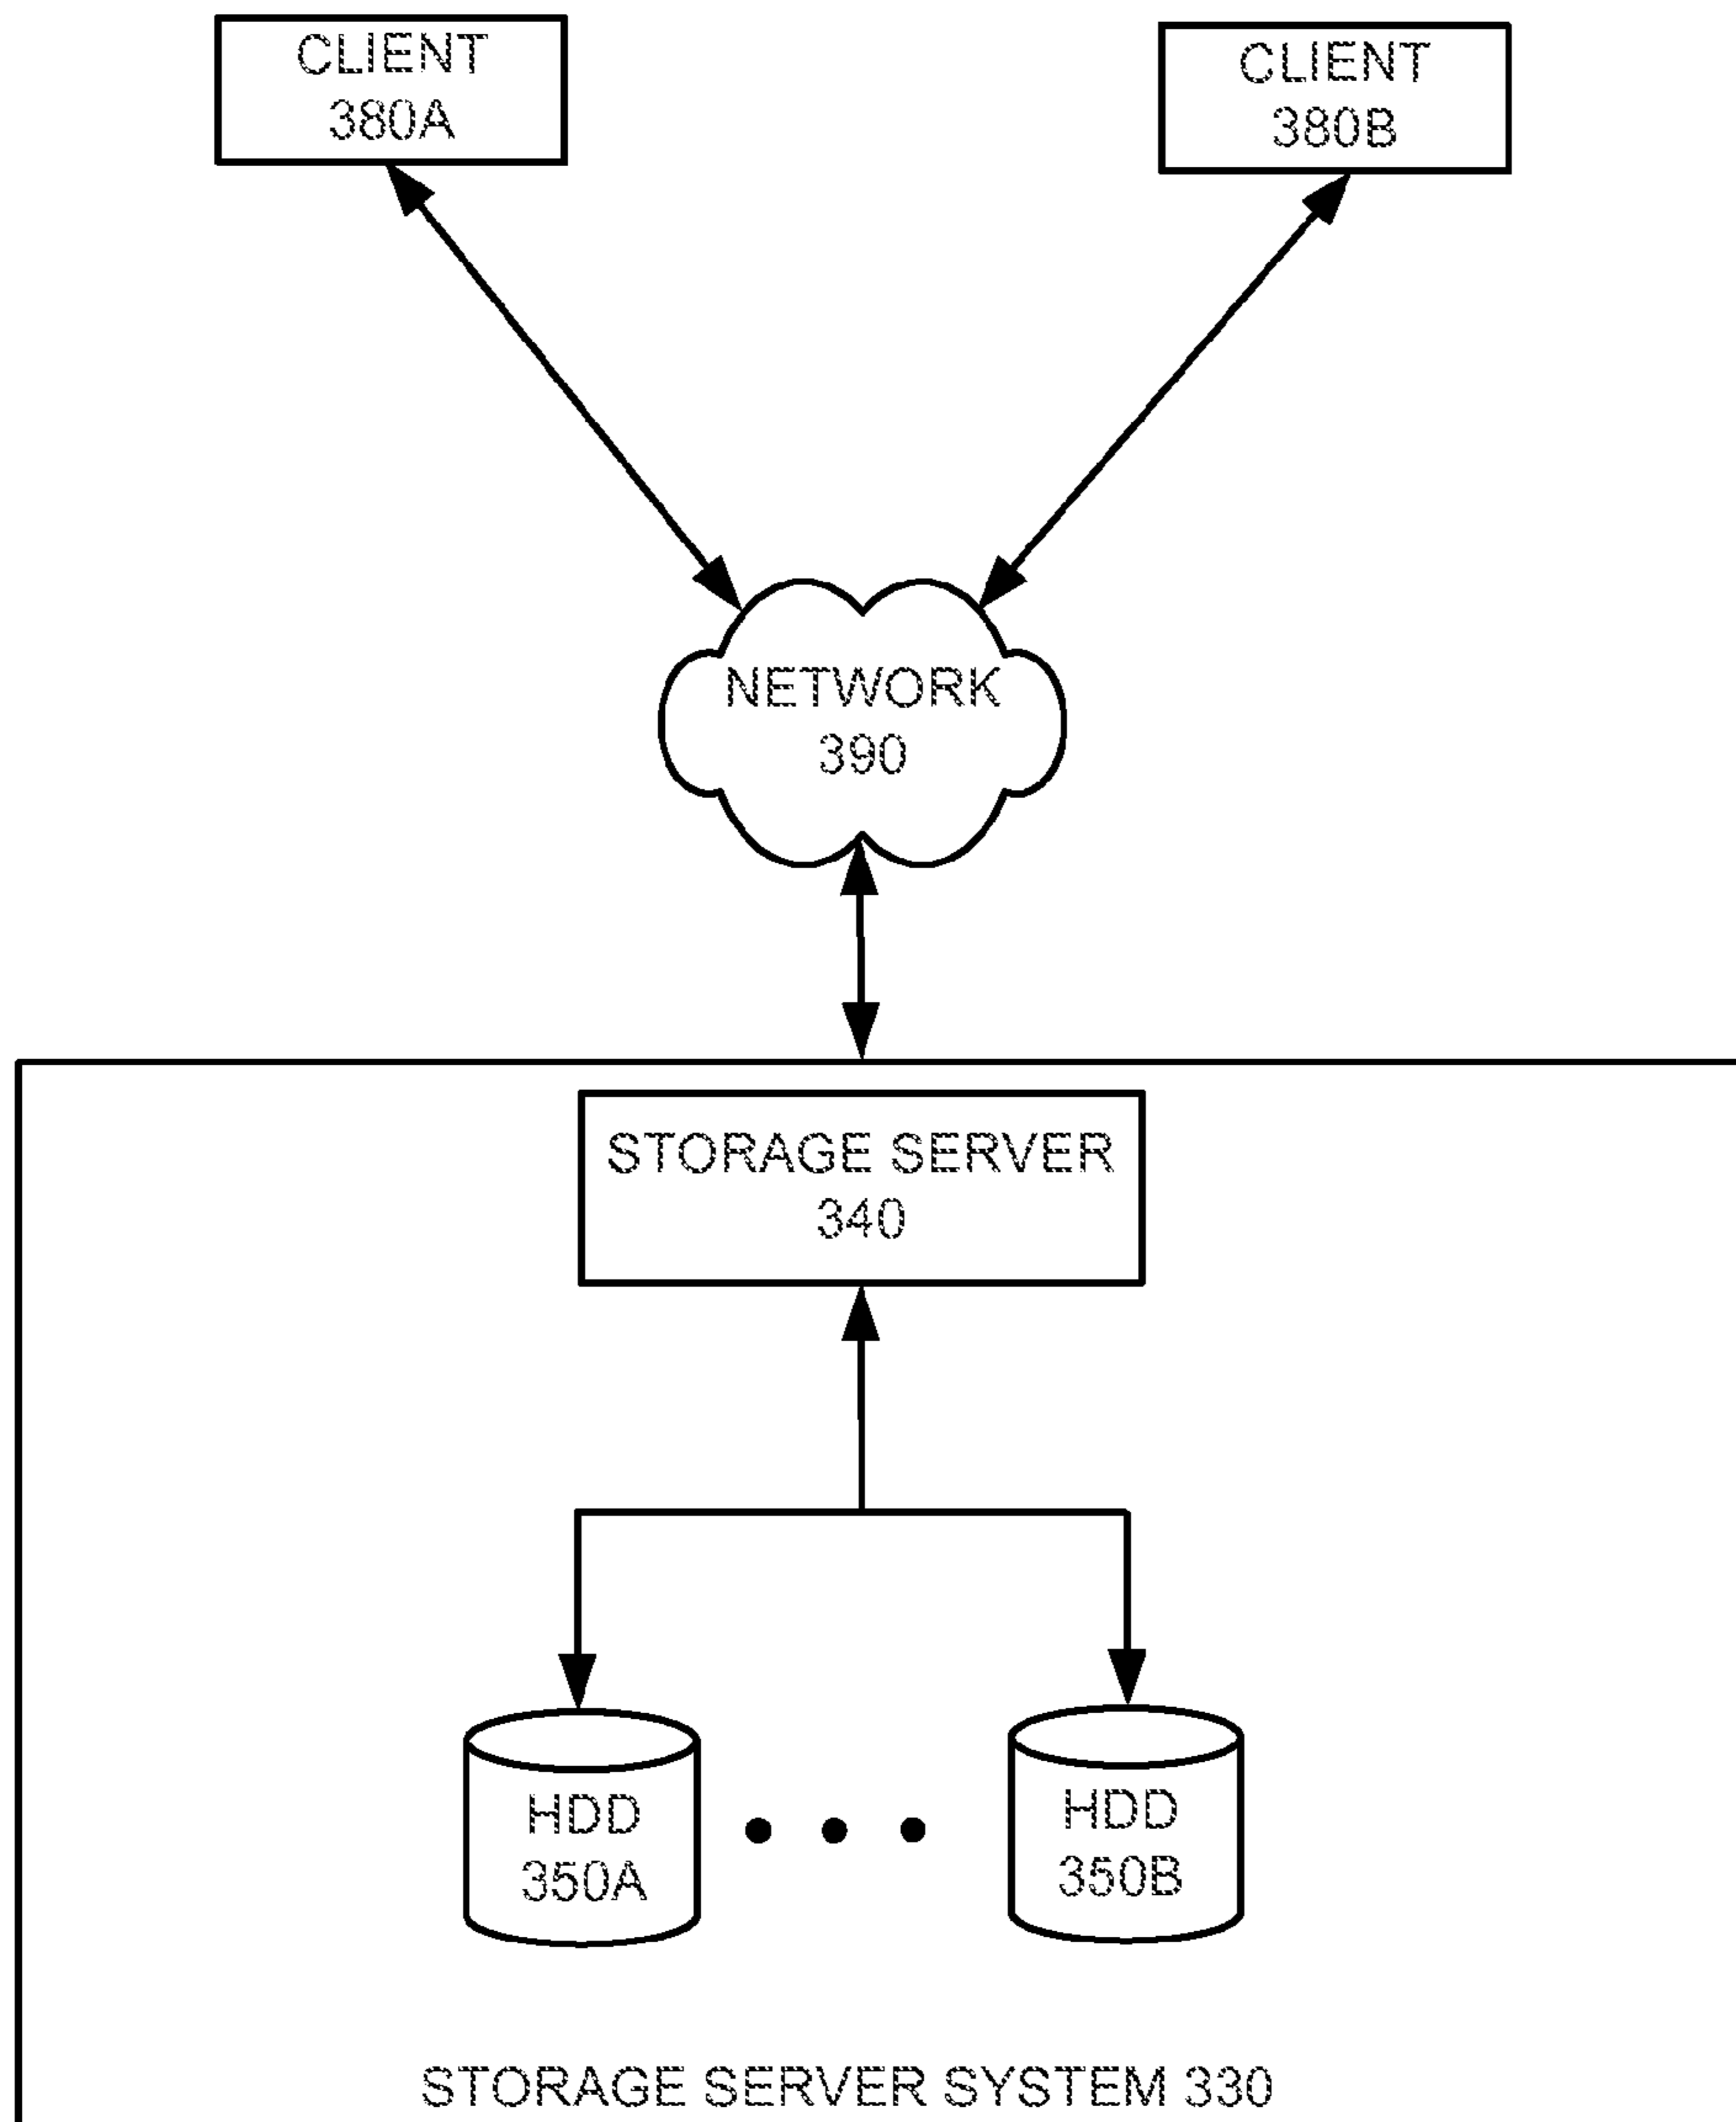 CLIENT
380A
CLIENT
380B
NETWORK
390
STORAGE SERVER
340
HDD
350A
HDD
350B
STORAGE SERVER SYSTEM 330